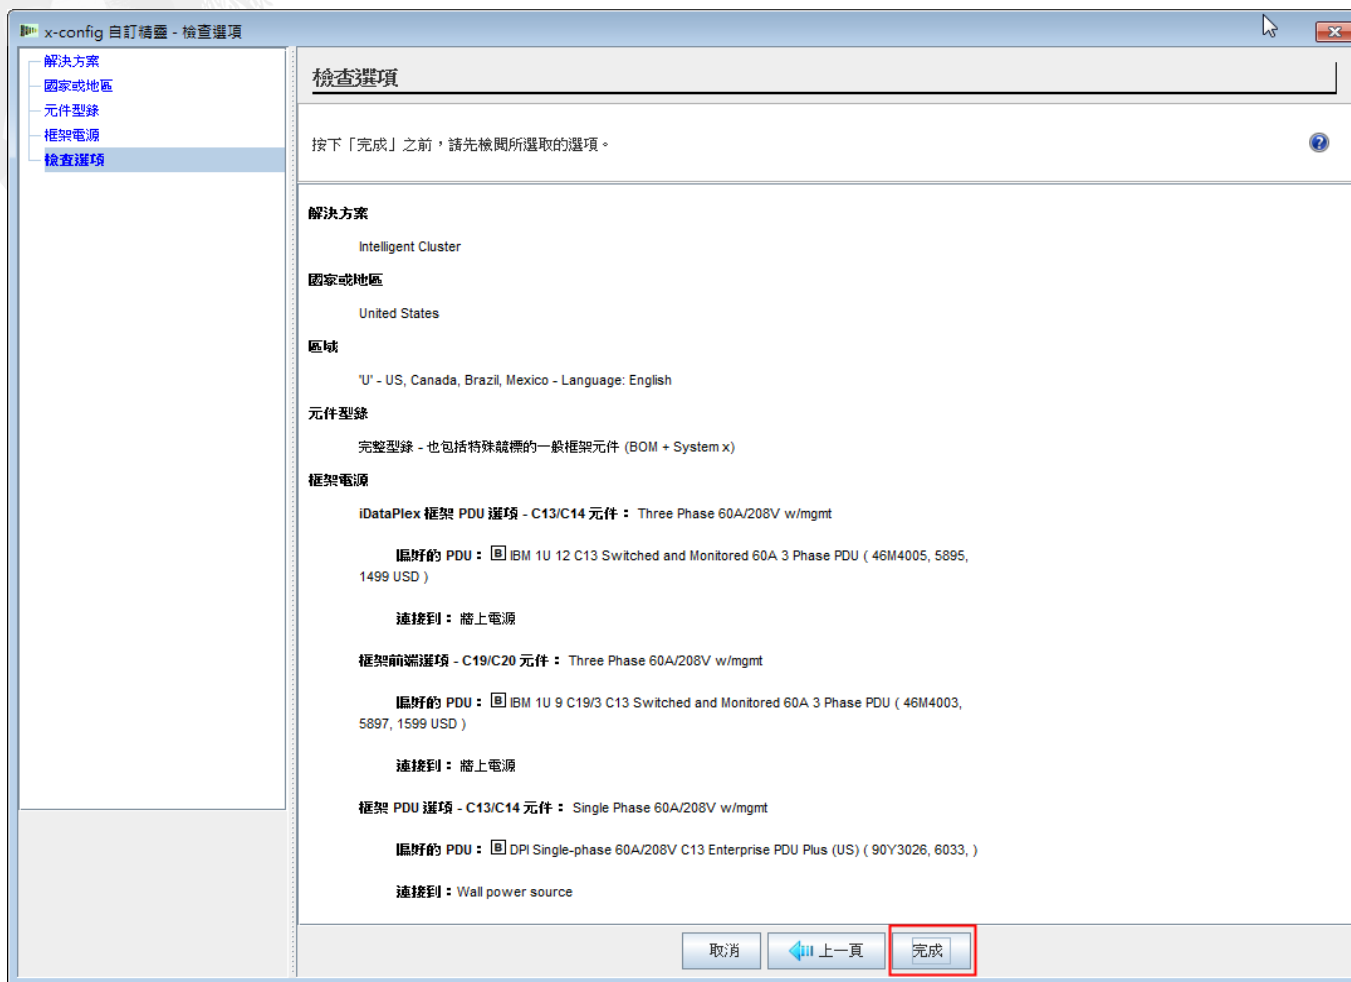 x-config 自訂精靈 - 檢查選項
解決方案
國家或地區
元件型錄
框架電源
檢查選項
檢查選項
按下「完成」之前，請先檢閱所選取的選項。
解決方案
Intelligent Cluster
國家或地區
United States
區域
'U' - US, Canada, Brazil, Mexico - Language: English
元件型錄
完整型錄 - 也包括特殊競標的一般框架元件 (BOM + System x)
框架電源
iDataPlex 框架 PDU 選項 - C13/C14 元件： Three Phase 60A/208V w/mgmt
偏好的 PDU： B IBM 1U 12 C13 Switched and Monitored 60A 3 Phase PDU ( 46M4005, 5895,
1499 USD )
連接到： 牆上電源
框架前端選項 - C19/C20 元件： Three Phase 60A/208V w/mgmt
偏好的 PDU： B IBM 1U 9 C19/3 C13 Switched and Monitored 60A 3 Phase PDU ( 46M4003,
5897, 1599 USD )
連接到： 牆上電源
框架 PDU 選項 - C13/C14 元件： Single Phase 60A/208V w/mgmt
偏好的 PDU： B DPI Single-phase 60A/208V C13 Enterprise PDU Plus (US) ( 90Y3026, 6033, )
連接到：Wall power source
取消 上一頁 完成